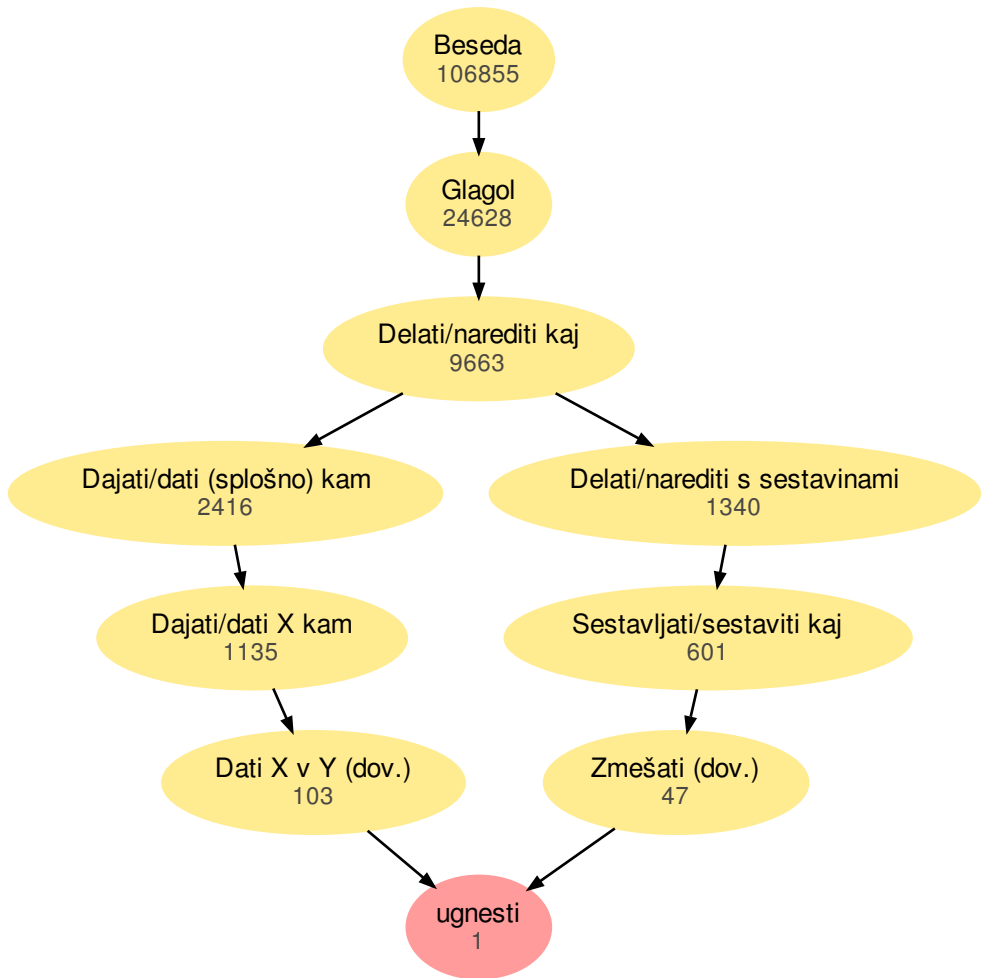 Beseda
106855
Glagol
24628
Delati/narediti kaj
9663
Dajati/dati (splošno) kam
2416
Delati/narediti s sestavinami
1340
Dajati/dati X kam
1135
Sestavljati/sestaviti kaj
601
Dati X v Y (dov.)
103
Zmešati (dov.)
47
ugnesti
1